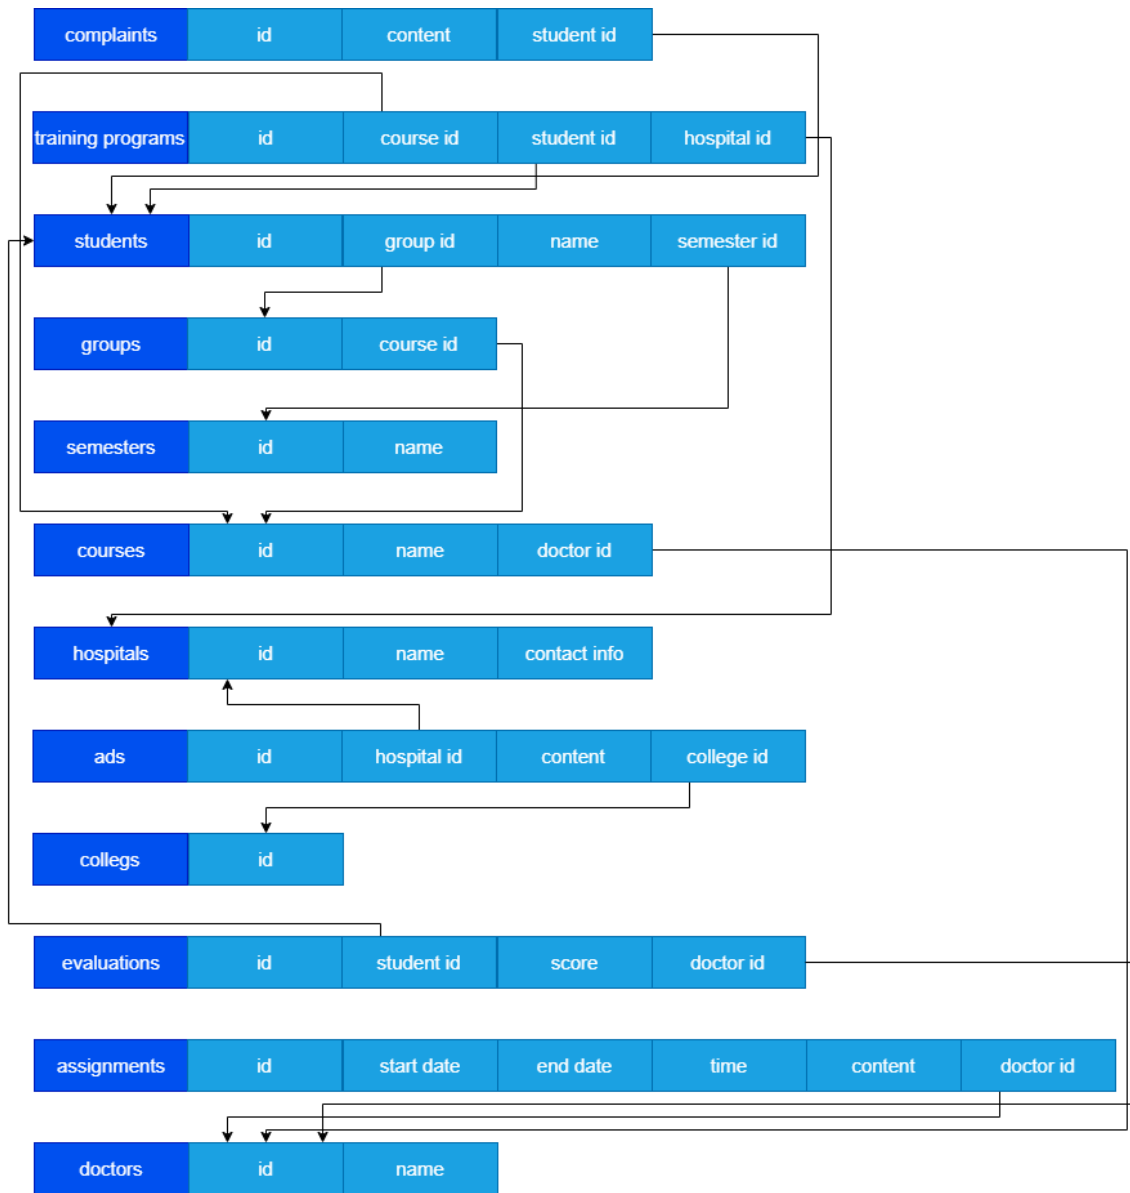 complaints id content student id
training programs id course id student id hospital id
students id group id name semester id
groups id course id
semesters id name
courses id name doctor id
hospitals id name contact info
ads id hospital id content college id
collegs id
evaluations id student id score doctor id
assignments id start date end date time content doctor id
doctors id name